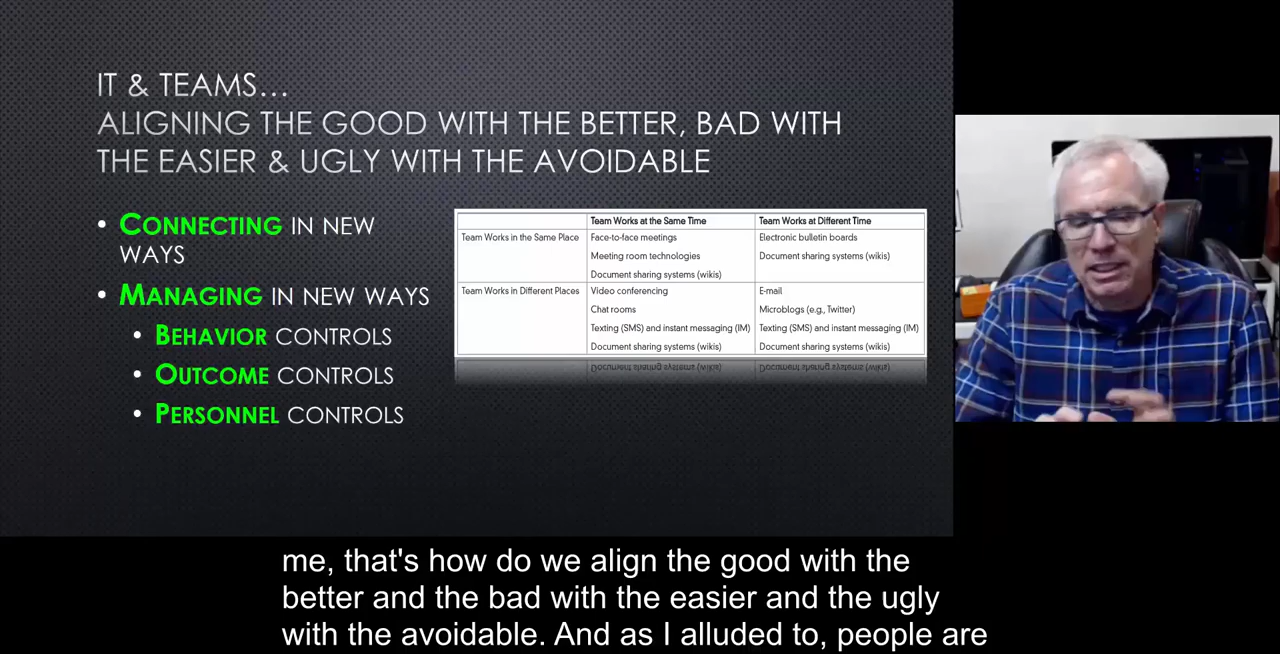 IT & TEAMS…
ALIGNING THE GOOD WITH THE BETTER, BAD WITH
THE EASIER & UGLY WITH THE AVOIDABLE
• CONNECTING IN NEW
WAYS
• MANAGING IN NEW WAYS
• BEHAVIOR CONTROLS
• OUTCOME CONTROLS
• PERSONNEL CONTROLS
Team Works at the Same Time
Team Works at Different Time
Team Works in the Same Place
Face-to-face meetings
Meeting room technologies
Document sharing systems (wikis)
Electronic bulletin boards
Document sharing systems (wikis)
Team Works in Different Places
Video conferencing
Chat rooms
Texting (SMS) and instant messaging (IM)
Document sharing systems (wikis)
E-mail
Microblogs (e.g., Twitter)
Texting (SMS) and instant messaging (IM)
Document sharing systems (wikis)
me, that's how do we align the good with the
better and the bad with the easier and the ugly
with the avoidable. And as I alluded to, people are